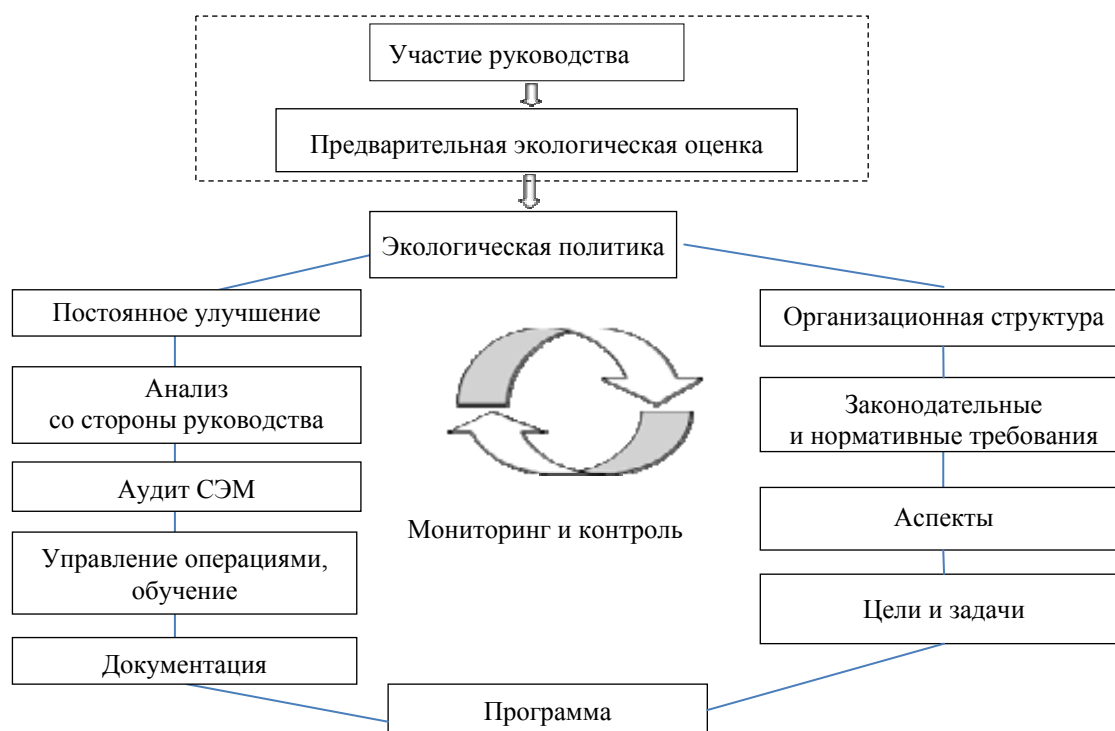 Участие руководства
Предварительная экологическая оценка
Экологическая политика
Постоянное улучшение
Анализ
со стороны руководства
Аудит СЭМ
Управление операциями,
обучение
Документация
Мониторинг и контроль
Организационная структура
Законодательные
и нормативные требования
Аспекты
Цели и задачи
Программа